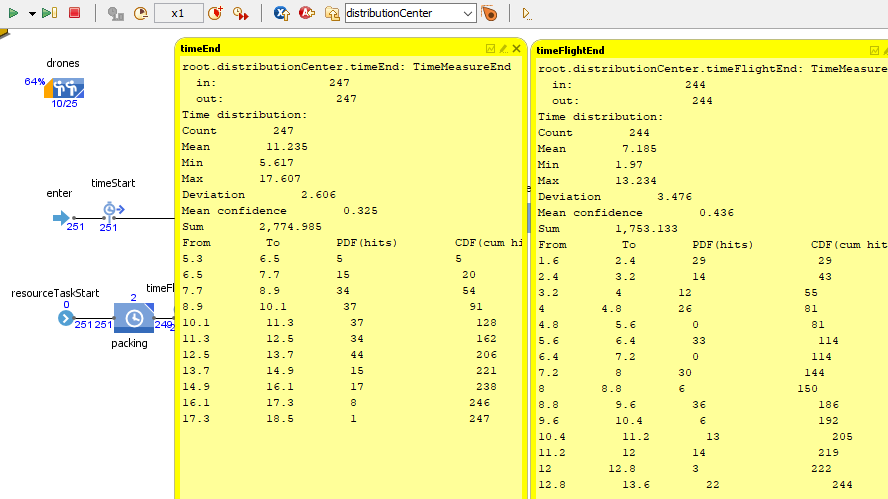 x1
distributionCenter
drones
64%
10/25
enter
251
timeStart
251
resourceTaskStart
0
251
251
2
249
packing
timeFl
timeEnd
root.distributionCenter.timeEnd: TimeMeasureEnd
in: 247
out: 247
Time distribution:
Count 247
Mean 11.235
Min 5.617
Max 17.607
Deviation 2.606
Mean confidence 0.325
Sum 2,774.985
From To PDF(hits) CDF(cum hi
5.3 6.5 5 5
6.5 7.7 15 20
7.7 8.9 34 54
8.9 10.1 37 91
10.1 11.3 37 128
11.3 12.5 34 162
12.5 13.7 44 206
13.7 14.9 15 221
14.9 16.1 17 238
16.1 17.3 8 246
17.3 18.5 1 247
timeFlightEnd
root.distributionCenter.timeFlightEnd: TimeMeasure
in: 244
out: 244
Time distribution:
Count 244
Mean 7.185
Min 1.97
Max 13.234
Deviation 3.476
Mean confidence 0.436
Sum 1,753.133
From To PDF(hits) CDF(cum hi
1.6 2.4 29 29
2.4 3.2 14 43
3.2 4 12 55
4 4.8 26 81
4.8 5.6 0 81
5.6 6.4 33 114
6.4 7.2 0 114
7.2 8 30 144
8 8.8 6 150
8.8 9.6 36 186
9.6 10.4 6 192
10.4 11.2 13 205
11.2 12 14 219
12 12.8 3 222
12.8 13.6 22 244